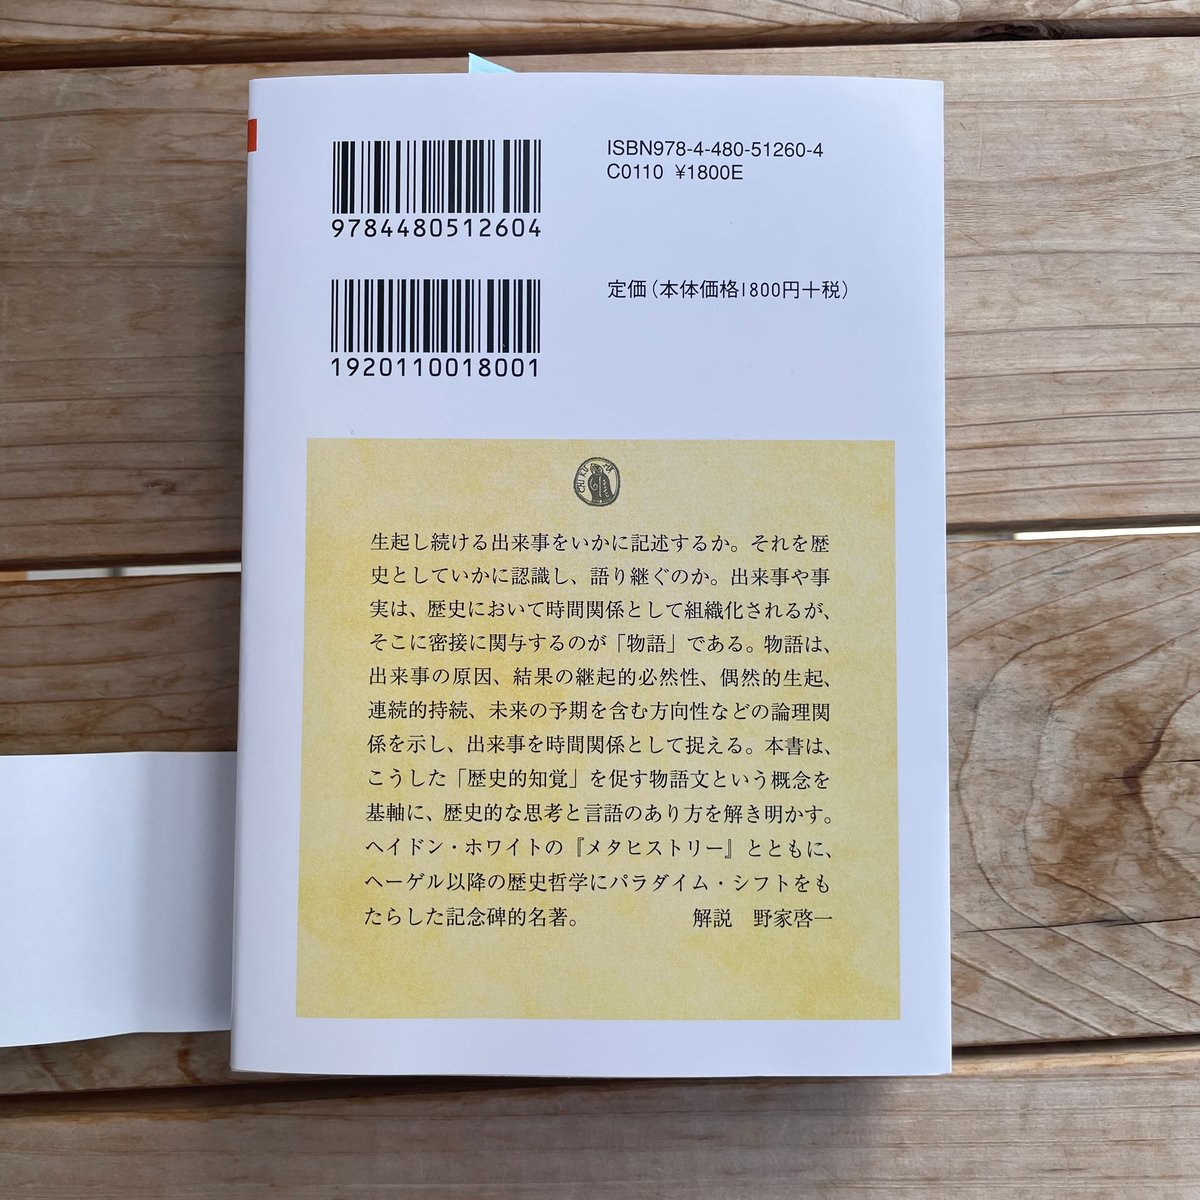 ISBN978-4-480-51260-4
C0110 ¥1800E
9784480512604
定価(本体価格1800円+税)
1920110018001
生起し続ける出来事をいかに記述するか。それを歴
史としていかに認識し、語り継ぐのか。出来事や事
実は、歴史において時間関係として組織化されるが、
そこに密接に関与するのが「物語」である。物語は、
出来事の原因、結果の継起的必然性、偶然的生起、
連続的持続、未来の予期を含む方向性などの論理関
係を示し、出来事を時間関係として捉える。本書は、
こうした「歴史的知覚」を促す物語文という概念を
基軸に、歴史的な思考と言語のあり方を解き明かす。
ヘイドン・ホワイトの『メタヒストリー』とともに、
ヘーゲル以降の歴史哲学にパラダイム・シフトをも
たらした記念碑的名著。 解説 野家啓一